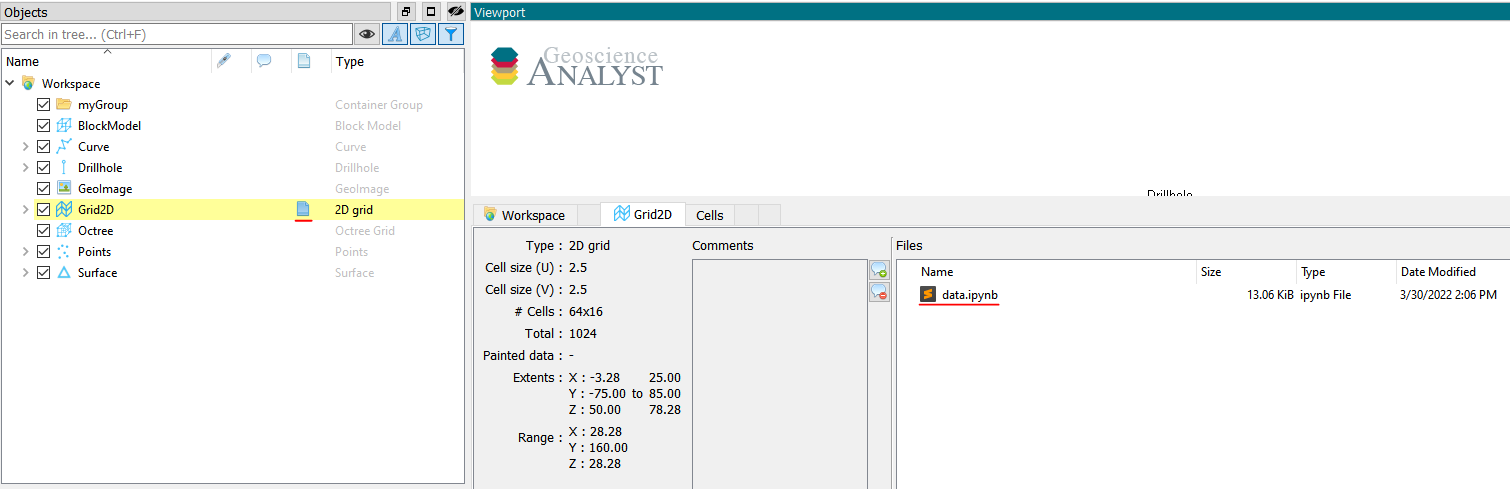 Objects
Search in tree... (Ctrl+F)
Name Type
Workspace
myGroup Container Group
BlockModel Block Model
Curve Curve
Drillhole Drillhole
GeoImage GeoImage
Grid2D 2D grid
Octree Octree Grid
Points Points
Surface Surface
Viewport
Geoscience
ANALYST
Drillhole
Workspace Grid2D Cells
Type : 2D grid
Cell size (U) : 2.5
Cell size (V) : 2.5
# Cells : 64x16
Total : 1024
Painted data : -
Extents : X : -3.28 25.00
Y : -75.00 to 85.00
Z : 50.00 78.28
Range : X : 28.28
Y : 160.00
Z : 28.28
Comments
Files
Name Size Type Date Modified
data.ipynb 13.06 KiB ipynb File 3/30/2022 2:06 PM